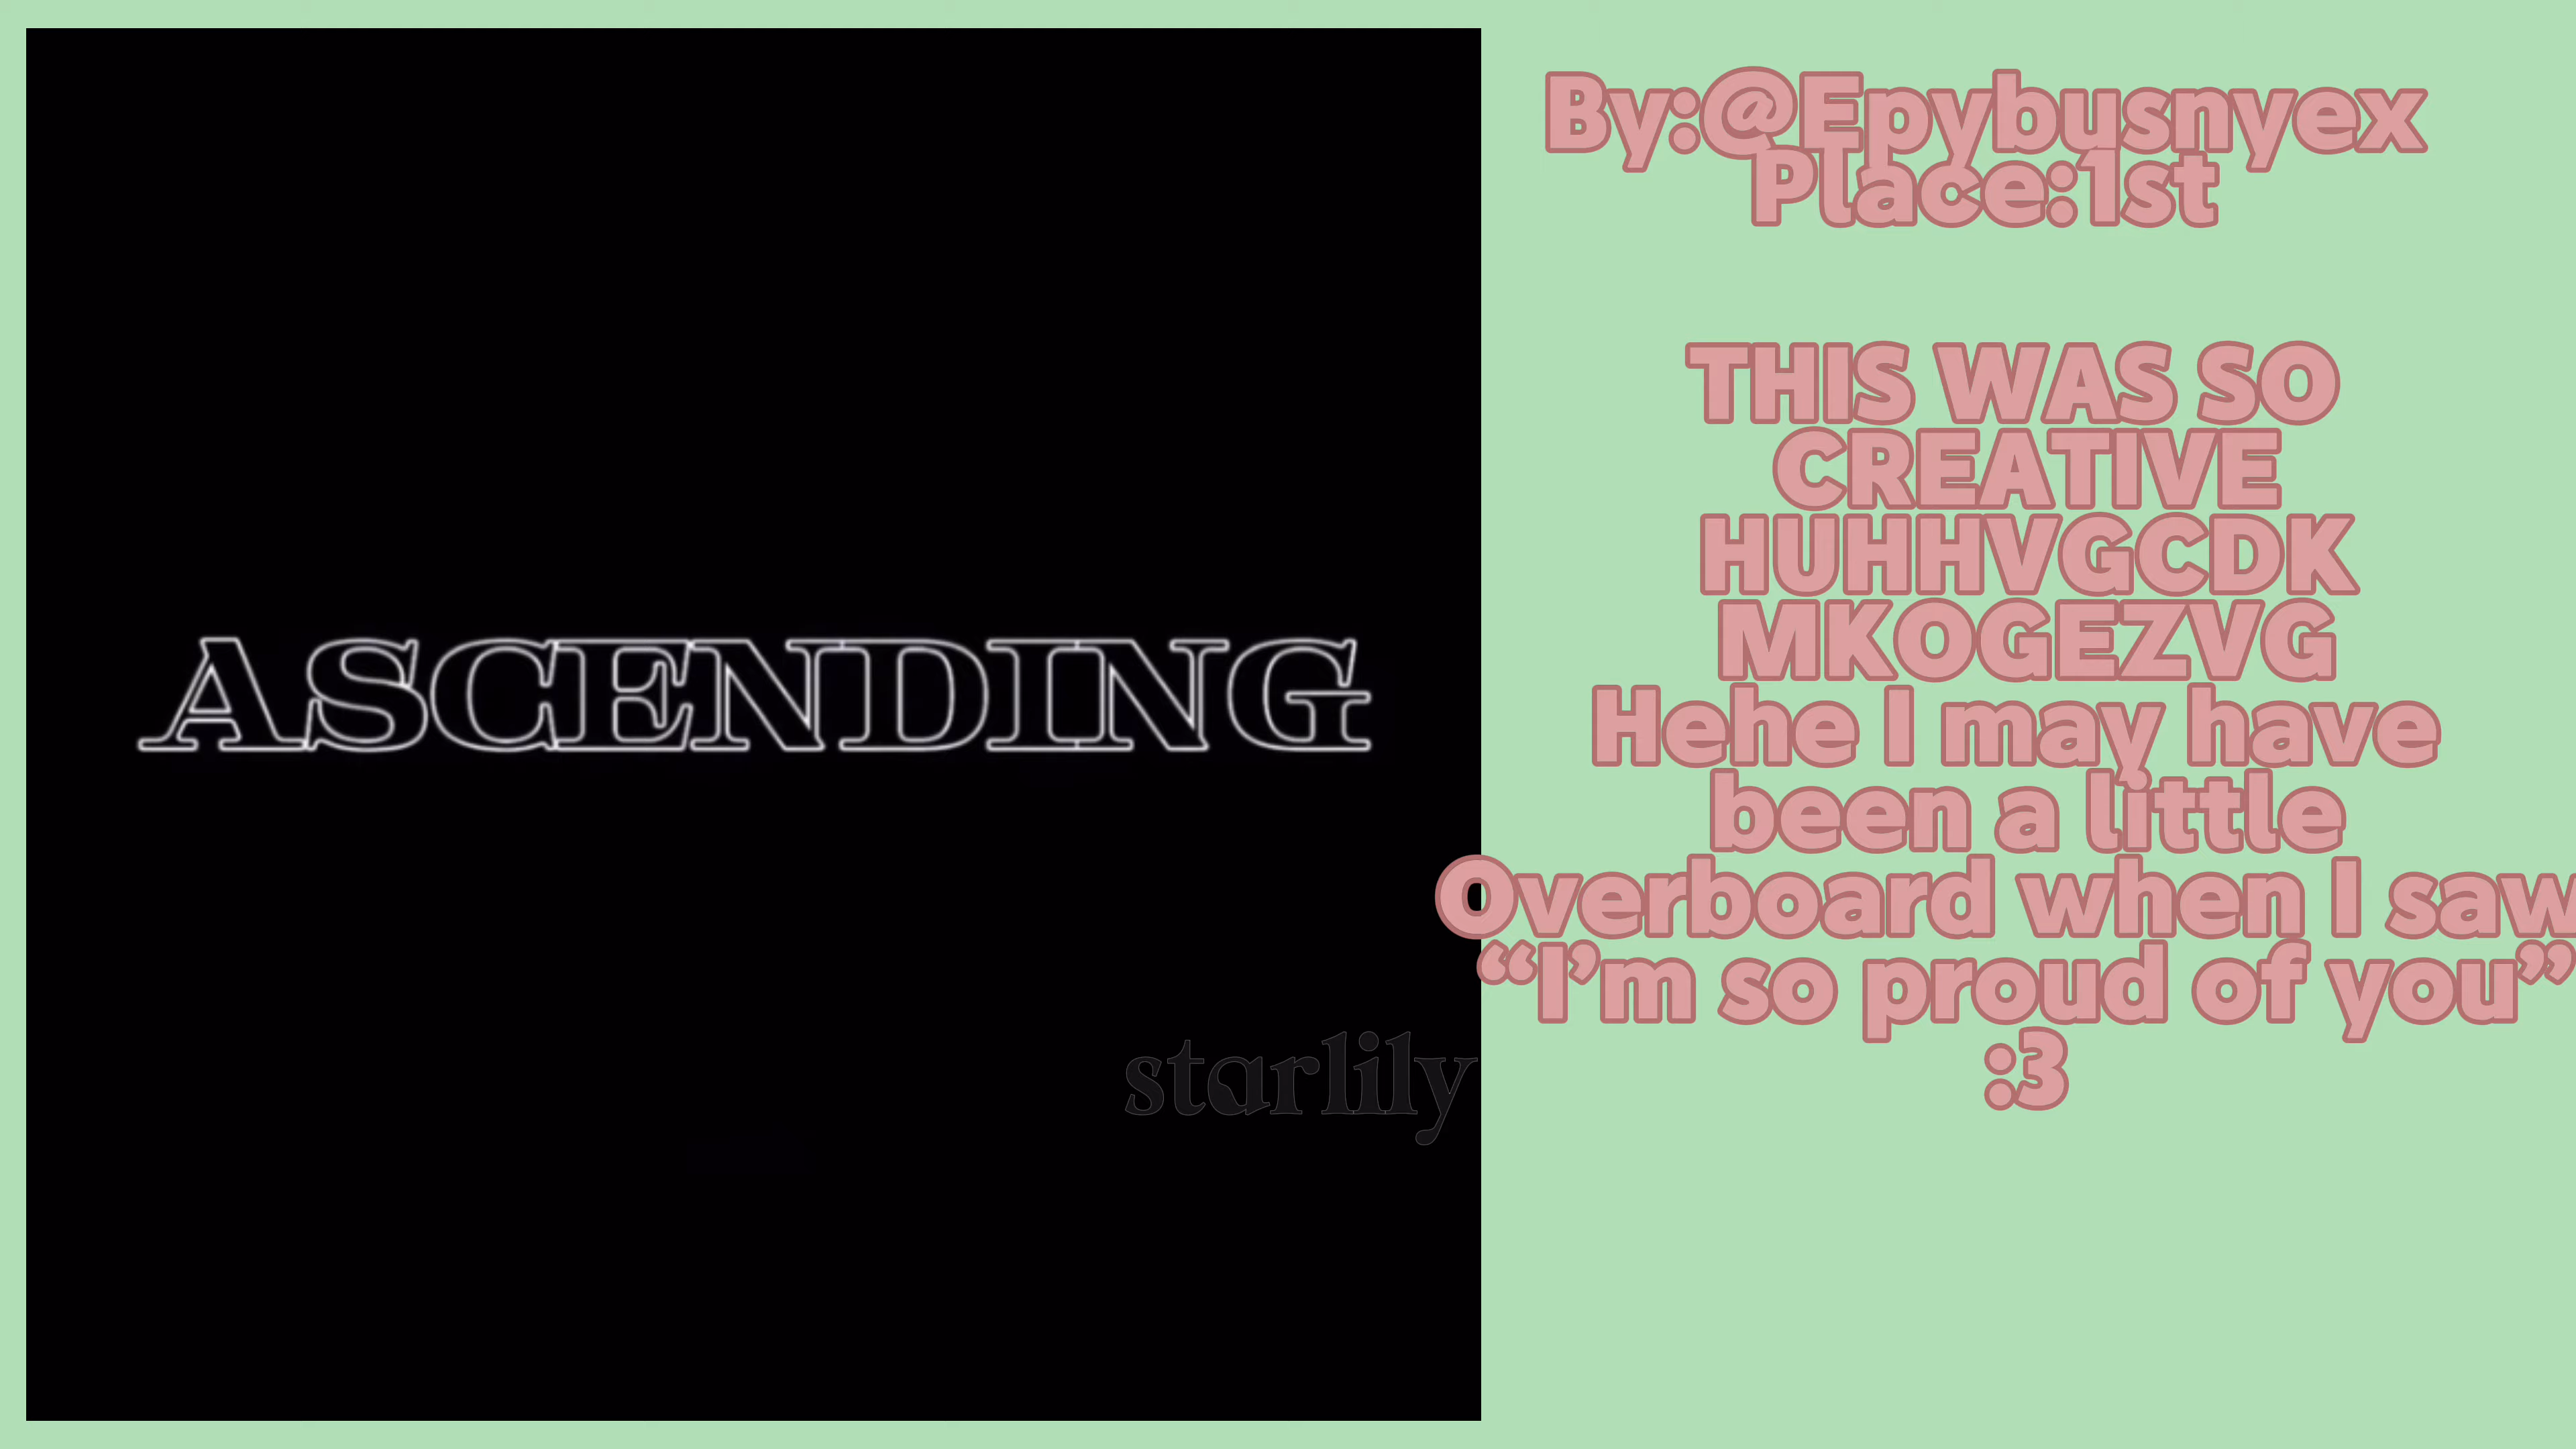 ASCENDING
starlily
By:@Epybusnyex
Place:1st
THIS WAS SO
CREATIVE
HUHHVGCDK
MKOGEZVG
Hehe I may have
been a little
Overboard when I saw
“I’m so proud of you”
:3